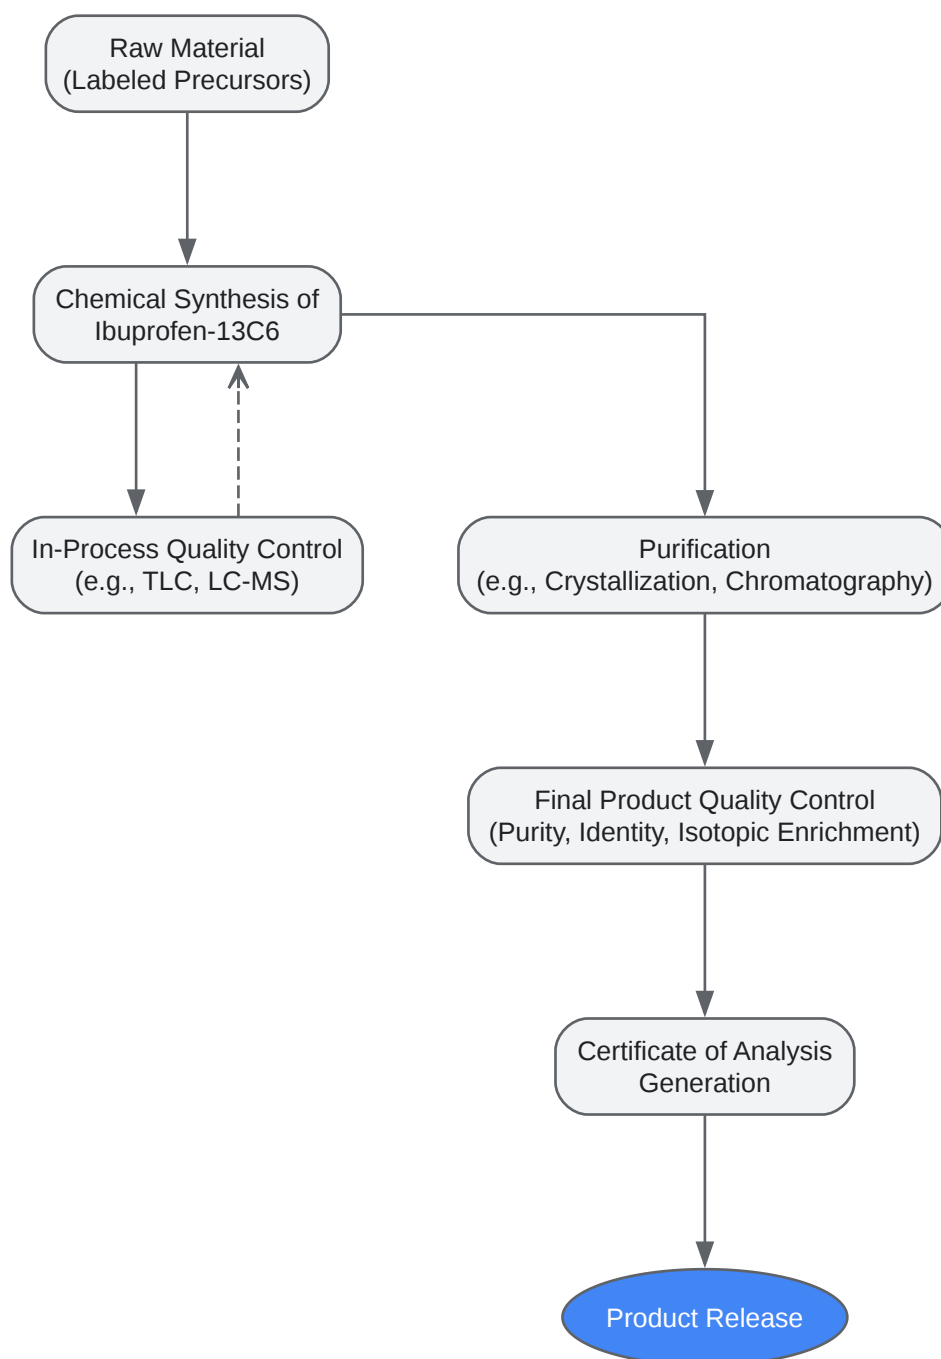 Raw Material
(Labeled Precursors)
Chemical Synthesis of
Ibuprofen-13C6
In-Process Quality Control
(e.g., TLC, LC-MS)
Purification
(e.g., Crystallization, Chromatography)
Final Product Quality Control
(Purity, Identity, Isotopic Enrichment)
Certificate of Analysis
Generation
Product Release